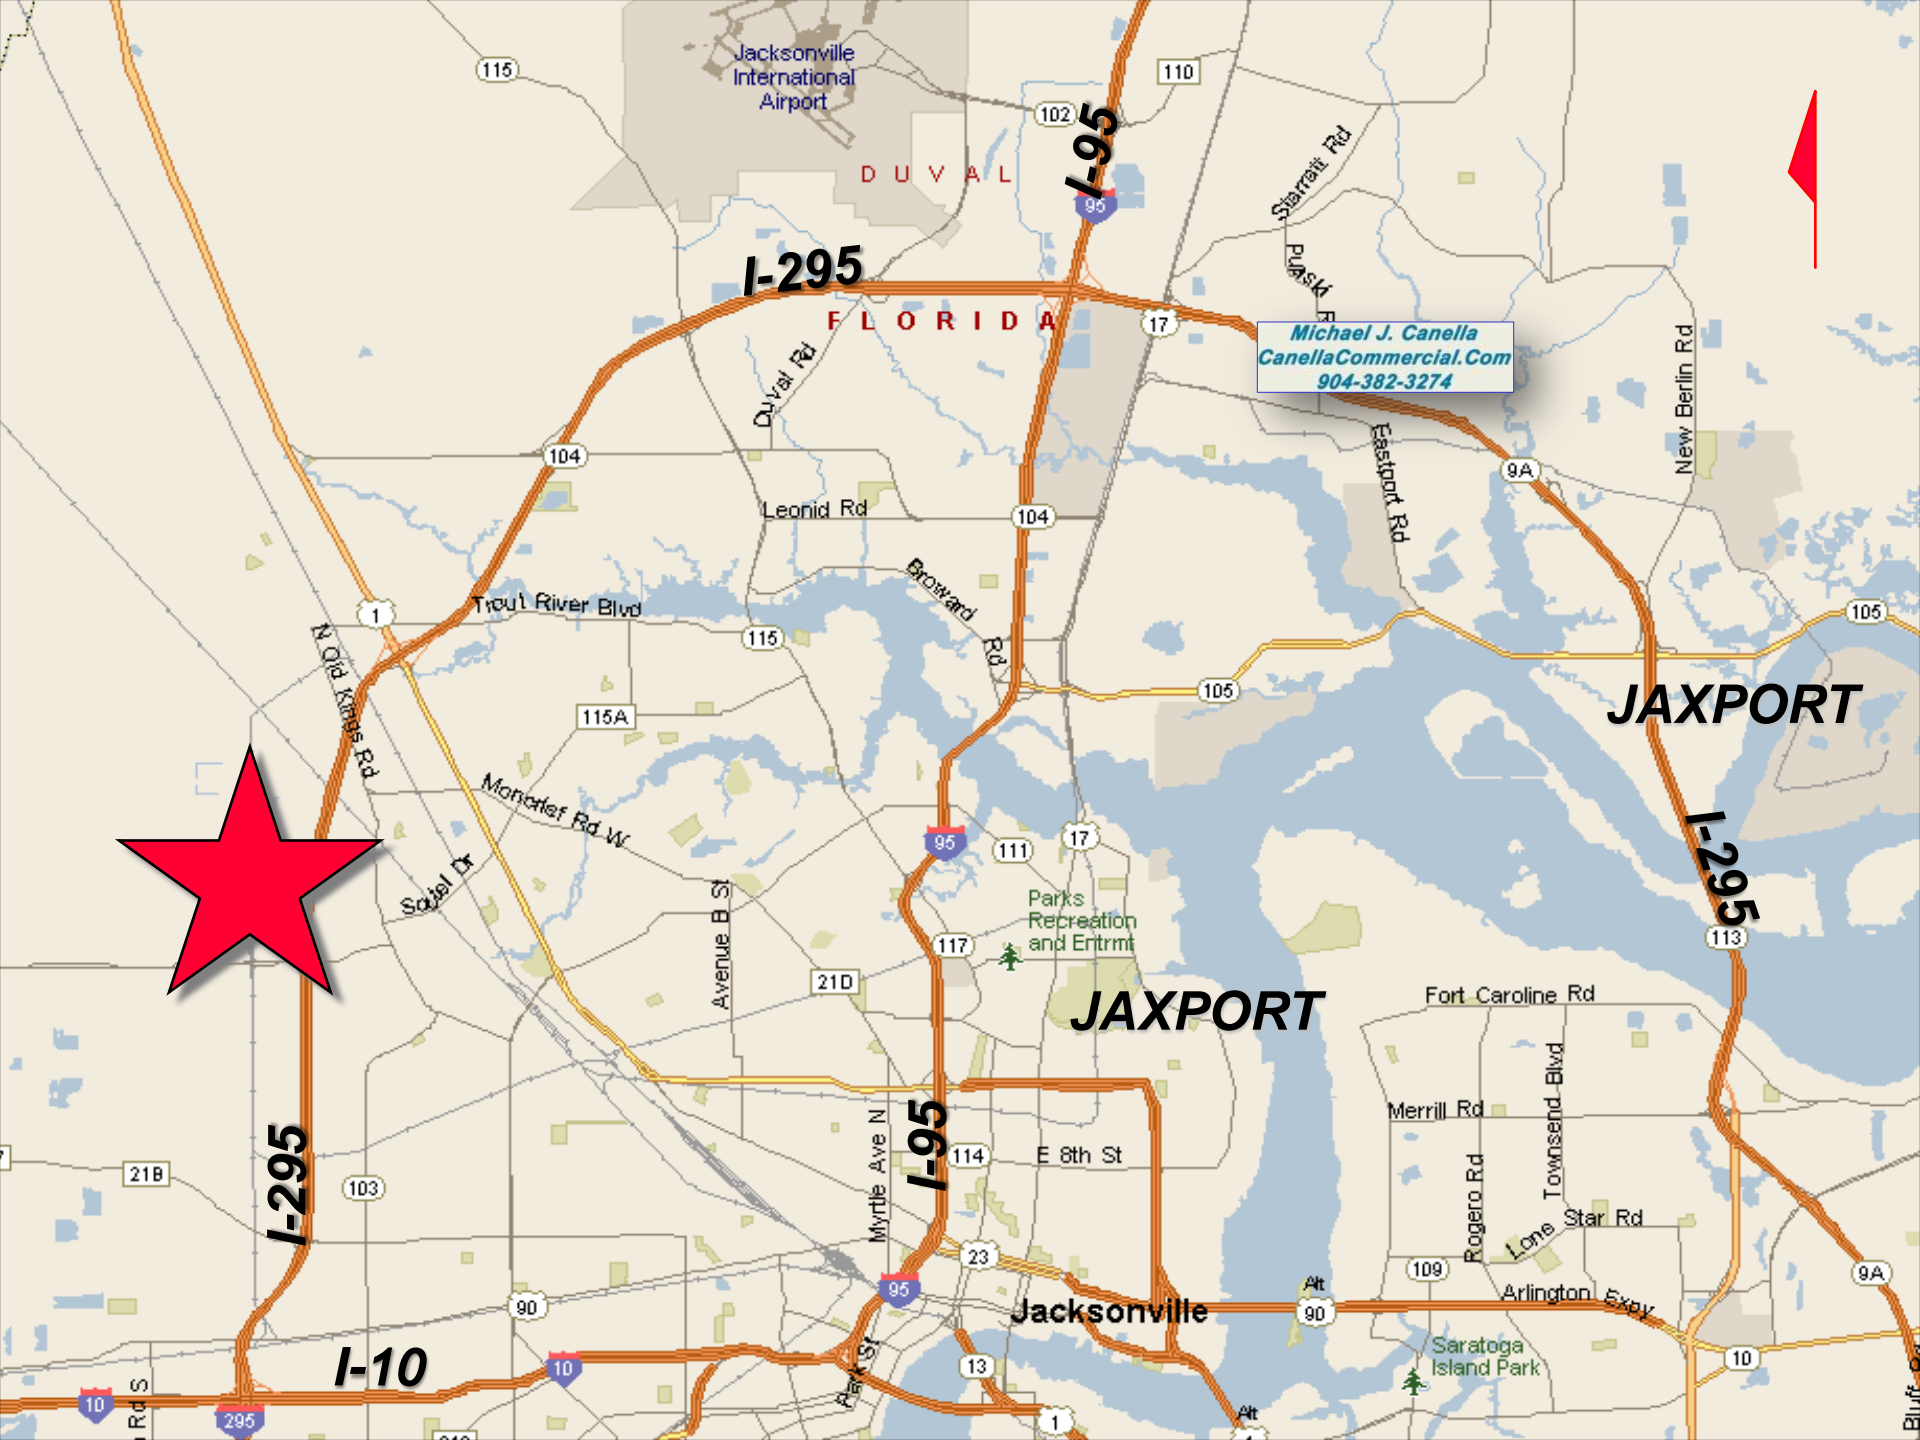 115
Jacksonville
International
Airport
110
102
I-95
95
Starratt Rd
D U V A L
Pulaski R
I-295
F L O R I D A
17
Michael J. Canella
CanellaCommercial.Com
904-382-3274
Duval Rd
New Berlin Rd
104
Eastport Rd
9A
Leonid Rd
104
Broward Rd
1
Trout River Blvd
115
105
N Old Kings Rd
105
115A
JAXPORT
Moncrief Rd W
I-295
95
111
17
Soutel Dr
Avenue B St
Parks
Recreation
and Entrmt
117
113
21D
JAXPORT
Fort Caroline Rd
Townsend Blvd
Merrill Rd
I-95
Myrtle Ave N
I-295
114
E 8th St
21B
103
Rogero Rd
Lone Star Rd
23
109
9A
95
Alt
90
Arlington Expy
90
Jacksonville
Saratoga
Island Park
I-10
10
Park St
13
10
10
295
Rd S
1
Alt
Bluff Rd